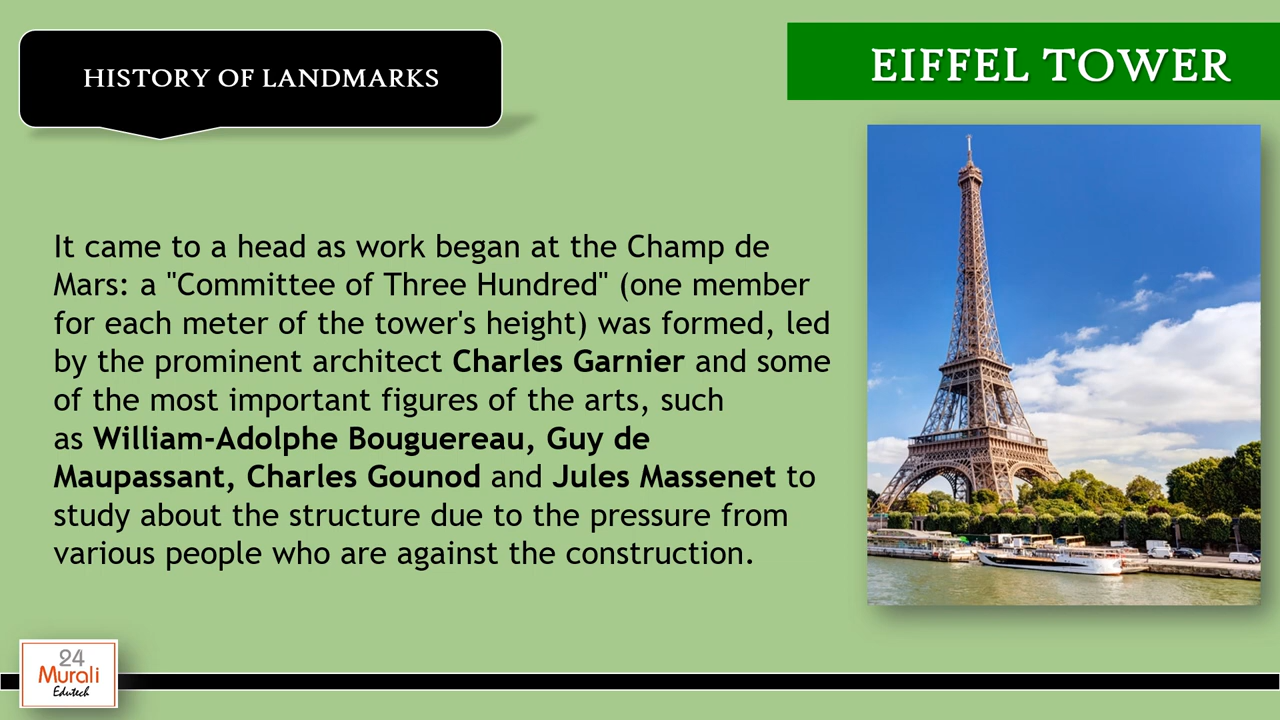 HISTORY OF LANDMARKS
EIFFEL TOWER
It came to a head as work began at the Champ de
Mars: a "Committee of Three Hundred" (one member
for each meter of the tower's height) was formed, led
by the prominent architect Charles Garnier and some
of the most important figures of the arts, such
as William-Adolphe Bouguereau, Guy de
Maupassant, Charles Gounod and Jules Massenet to
study about the structure due to the pressure from
various people who are against the construction.
24
Murali
Edutech